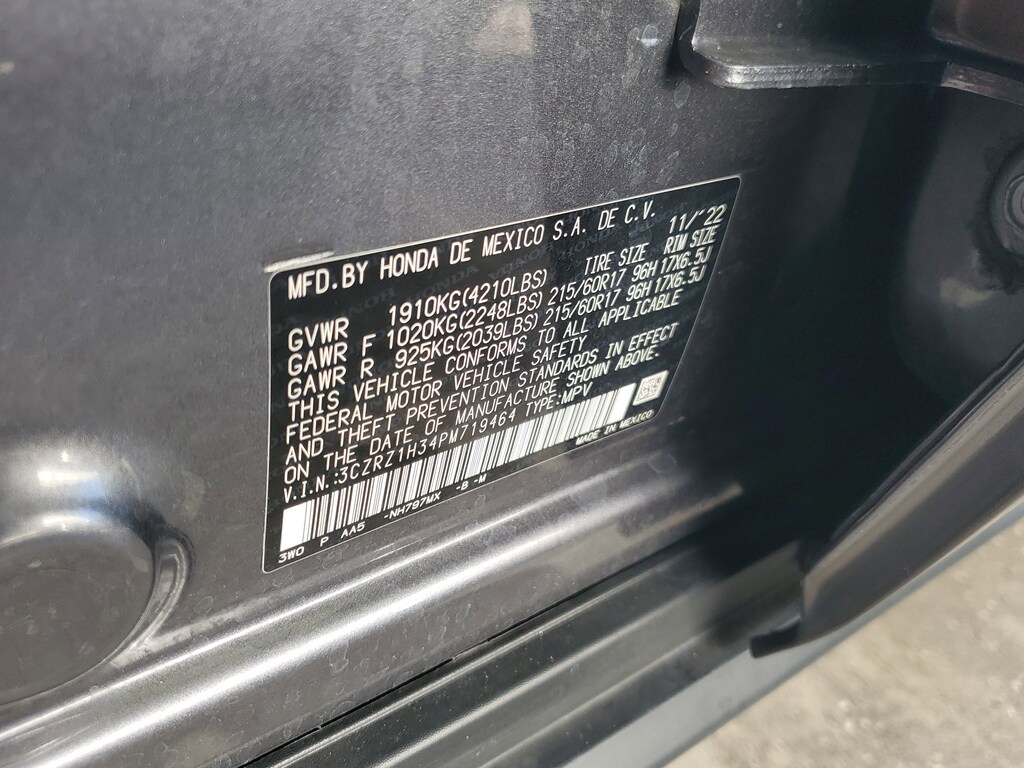 MFD.BY HONDA DE MEXICO S.A. DE C.V. 11/'22
TIRE SIZE RIM SIZE
GVWR 1910KG(4210LBS)
GAWR F 1020KG(2248LBS) 215/60R17 96H 17X6.5J
GAWR R 925KG(2039LBS) 215/60R17 96H 17X6.5J
THIS VEHICLE CONFORMS TO ALL APPLICABLE
FEDERAL MOTOR VEHICLE SAFETY
AND THEFT PREVENTION STANDARDS IN EFFECT
ON THE DATE OF MANUFACTURE SHOWN ABOVE.
V.I.N.:3CZRZ1H34PM719464 TYPE:MPV
MADE IN MEXICO
3W0 P AA5 -NH797MX -B -M